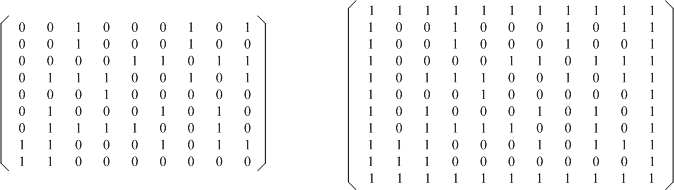 0 0 1 0 0 0 1 0 1
0 0 1 0 0 0 1 0 0
0 0 0 0 1 1 0 1 1
0 1 1 1 0 0 1 0 1
0 0 0 1 0 0 0 0 0
0 1 0 0 0 1 0 1 0
0 1 1 1 1 0 0 1 0
1 1 0 0 0 1 0 1 1
1 1 0 0 0 0 0 0 0
1 1 1 1 1 1 1 1 1 1 1
1 0 0 1 0 0 0 1 0 1 1
1 0 0 1 0 0 0 1 0 0 1
1 0 0 0 0 1 1 0 1 1 1
1 0 1 1 1 0 0 1 0 1 1
1 0 0 0 1 0 0 0 0 0 1
1 0 1 0 0 0 1 0 1 0 1
1 0 1 1 1 1 0 0 1 0 1
1 1 1 0 0 0 1 0 1 1 1
1 1 1 0 0 0 0 0 0 0 1
1 1 1 1 1 1 1 1 1 1 1